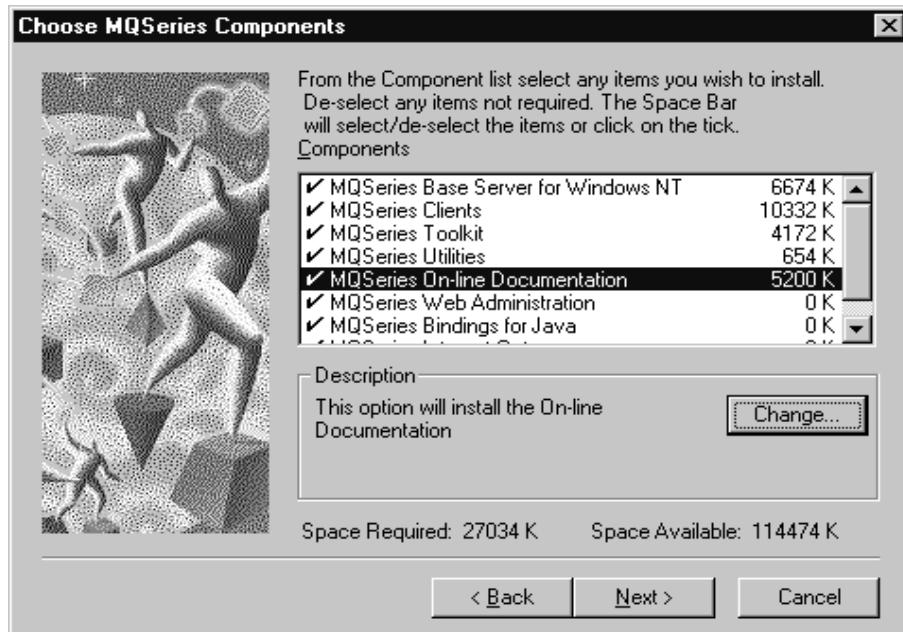 Choose MQSeries Components
From the Component list select any items you wish to install.
De-select any items not required. The Space Bar
will select/de-select the items or click on the tick.
Components
MQSeries Base Server for Windows NT 6674 K
MQSeries Clients 10332 K
MQSeries Toolkit 4172 K
MQSeries Utilities 654 K
MQSeries On-line Documentation 5200 K
MQSeries Web Administration 0 K
MQSeries Bindings for Java 0 K
Description
This option will install the On-line
Documentation
Change...
Space Required: 27034 K Space Available: 114474 K
< Back Next > Cancel